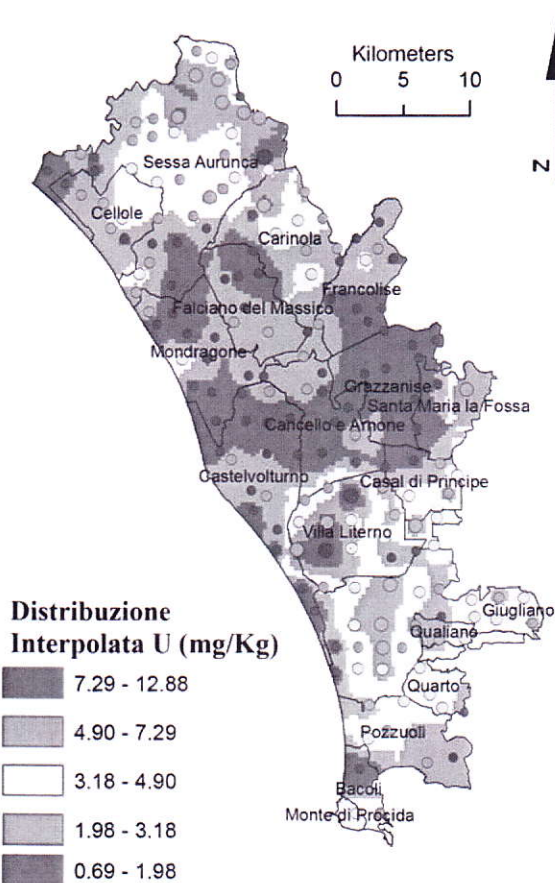 Kilometers
0 5 10
N
Sessa Aurunca
Cellole
Carinola
Francolise
Falciano del Massico
Mondragone
Grazzanise
Santa Maria la Fossa
Cancello e Arnone
Castelvolturno
Casal di Principe
Villa Literno
Giugliano
Qualiano
Quarto
Pozzuoli
Bacoli
Monte di Procida
Distribuzione
Interpolata U (mg/Kg)
7.29 - 12.88
4.90 - 7.29
3.18 - 4.90
1.98 - 3.18
0.69 - 1.98